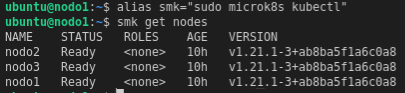 ubuntu@nodo1:~$ alias smk="sudo microk8s kubectl"
ubuntu@nodo1:~$ smk get nodes
NAME    STATUS   ROLES    AGE   VERSION
nodo2   Ready    <none>   10h   v1.21.1-3+ab8ba5f1a6c0a8
nodo3   Ready    <none>   10h   v1.21.1-3+ab8ba5f1a6c0a8
nodo1   Ready    <none>   10h   v1.21.1-3+ab8ba5f1a6c0a8